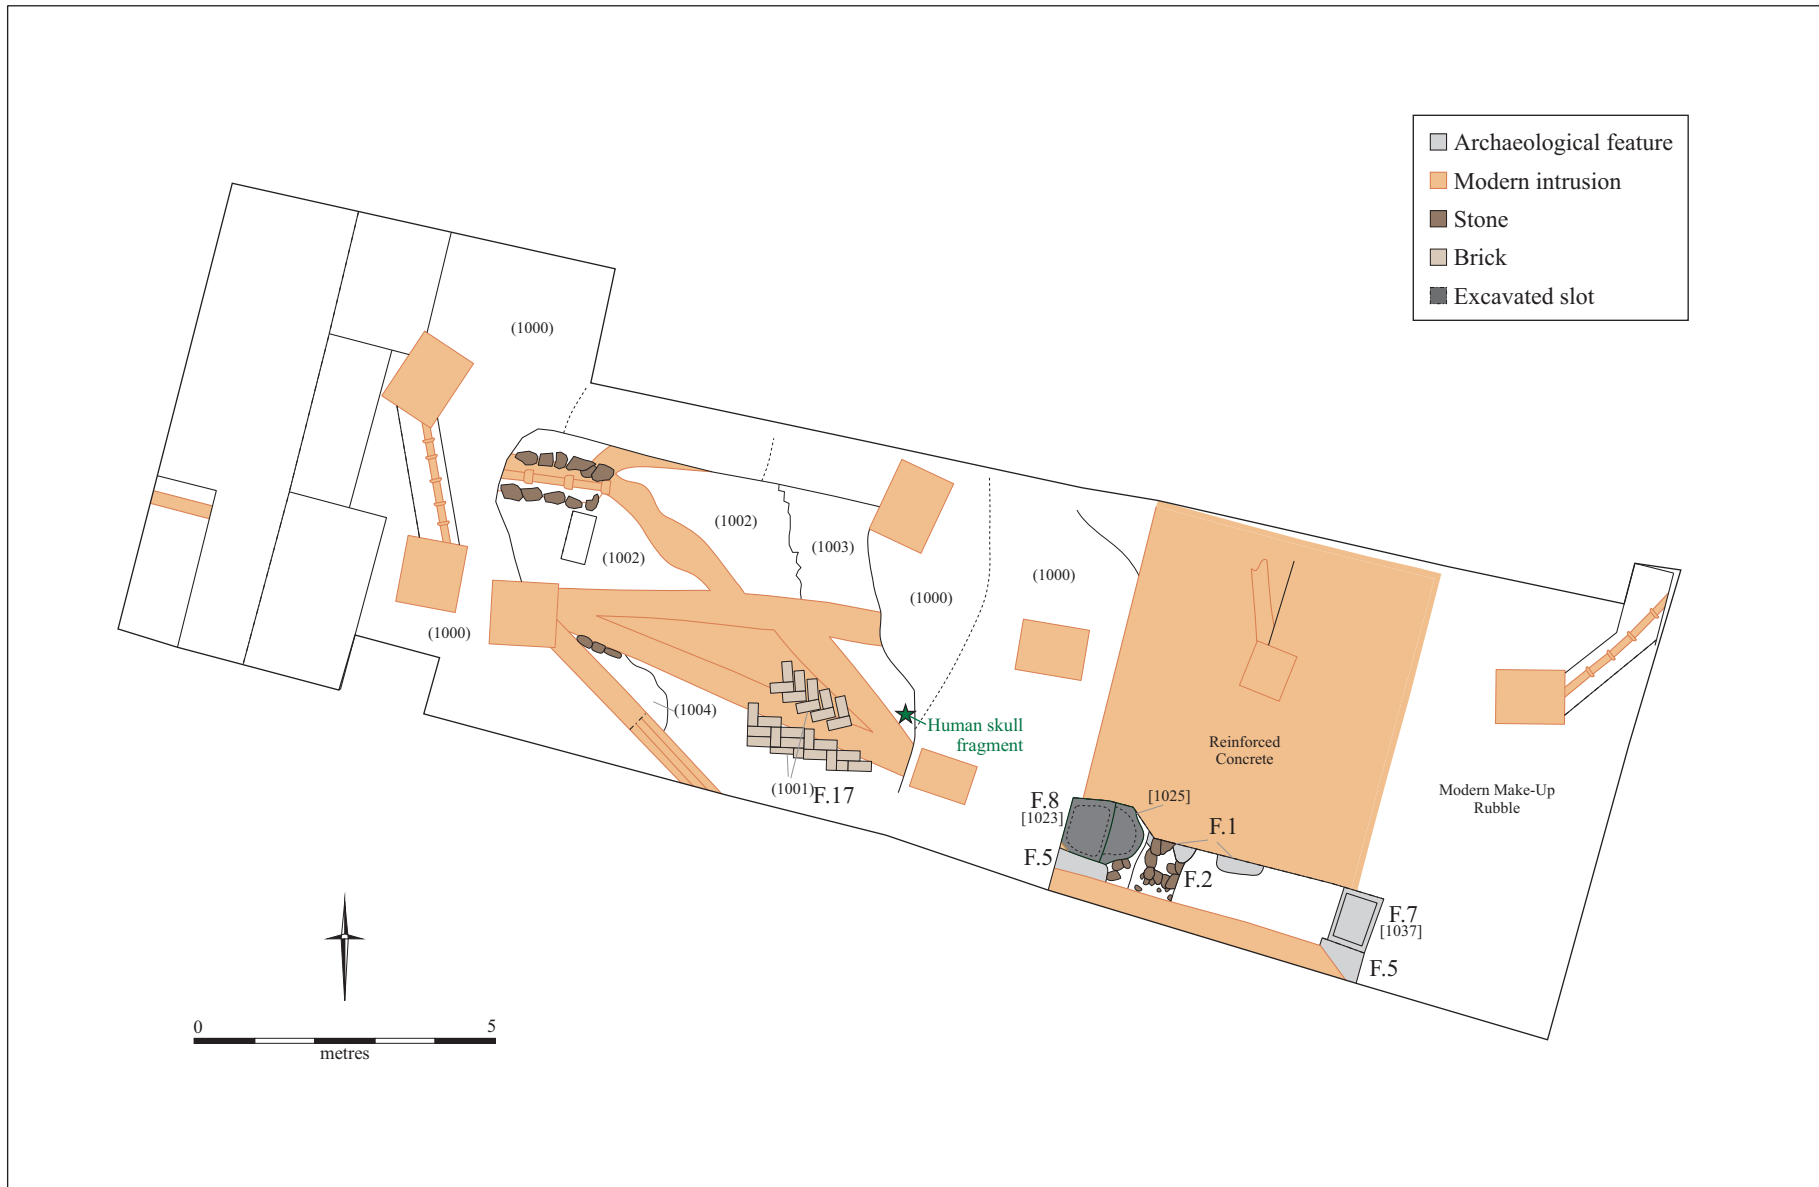 Archaeological feature
Modern intrusion
Stone
Brick
Excavated slot
(1000)
(1002)
(1003)
(1002)
(1000)
(1000)
(1000)
(1004)
Human skull
fragment
(1001)
F.17
Reinforced
Concrete
Modern Make-Up
Rubble
F.8
[1023]
[1025]
F.1
F.5
F.2
F.7
[1037]
F.5
0
5
metres